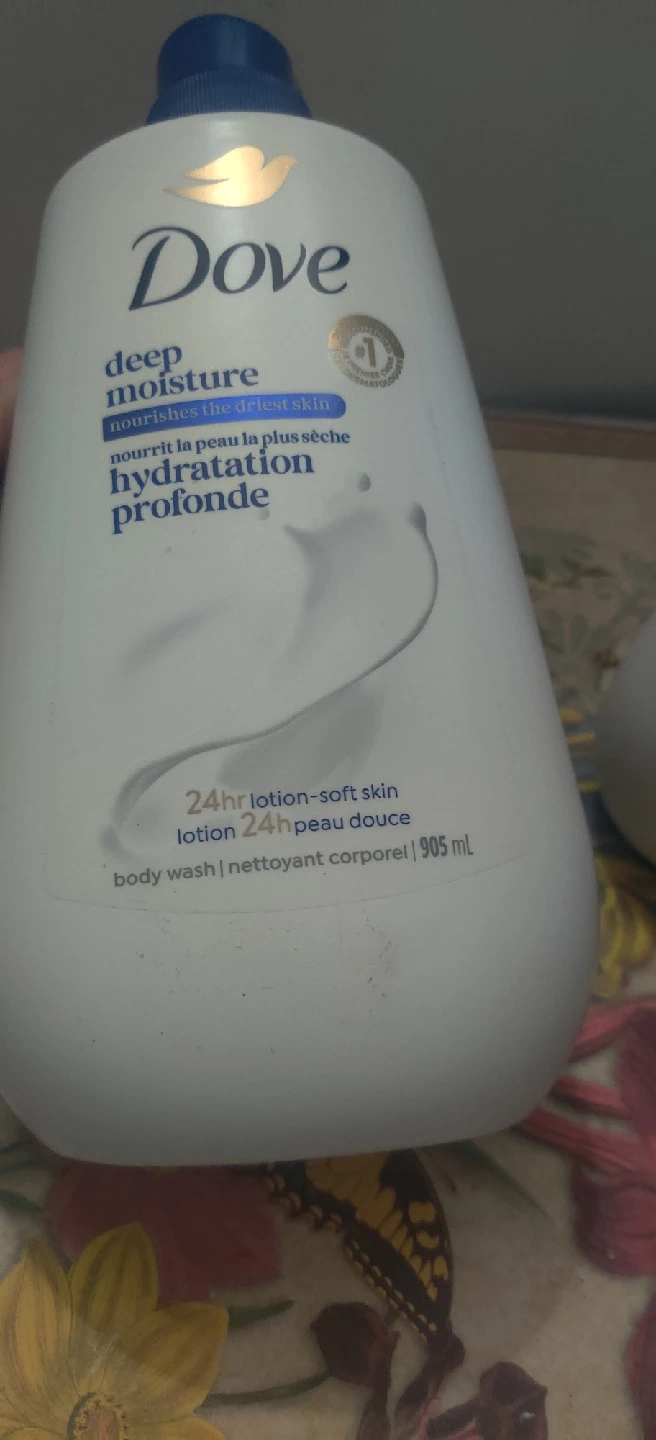 Dove
deep
moisture
#1
nourishes the driest skin
nourrit la peau la plus sèche
hydratation
profonde
24hr lotion-soft skin
lotion 24h peau douce
body wash | nettoyant corporel | 905 mL